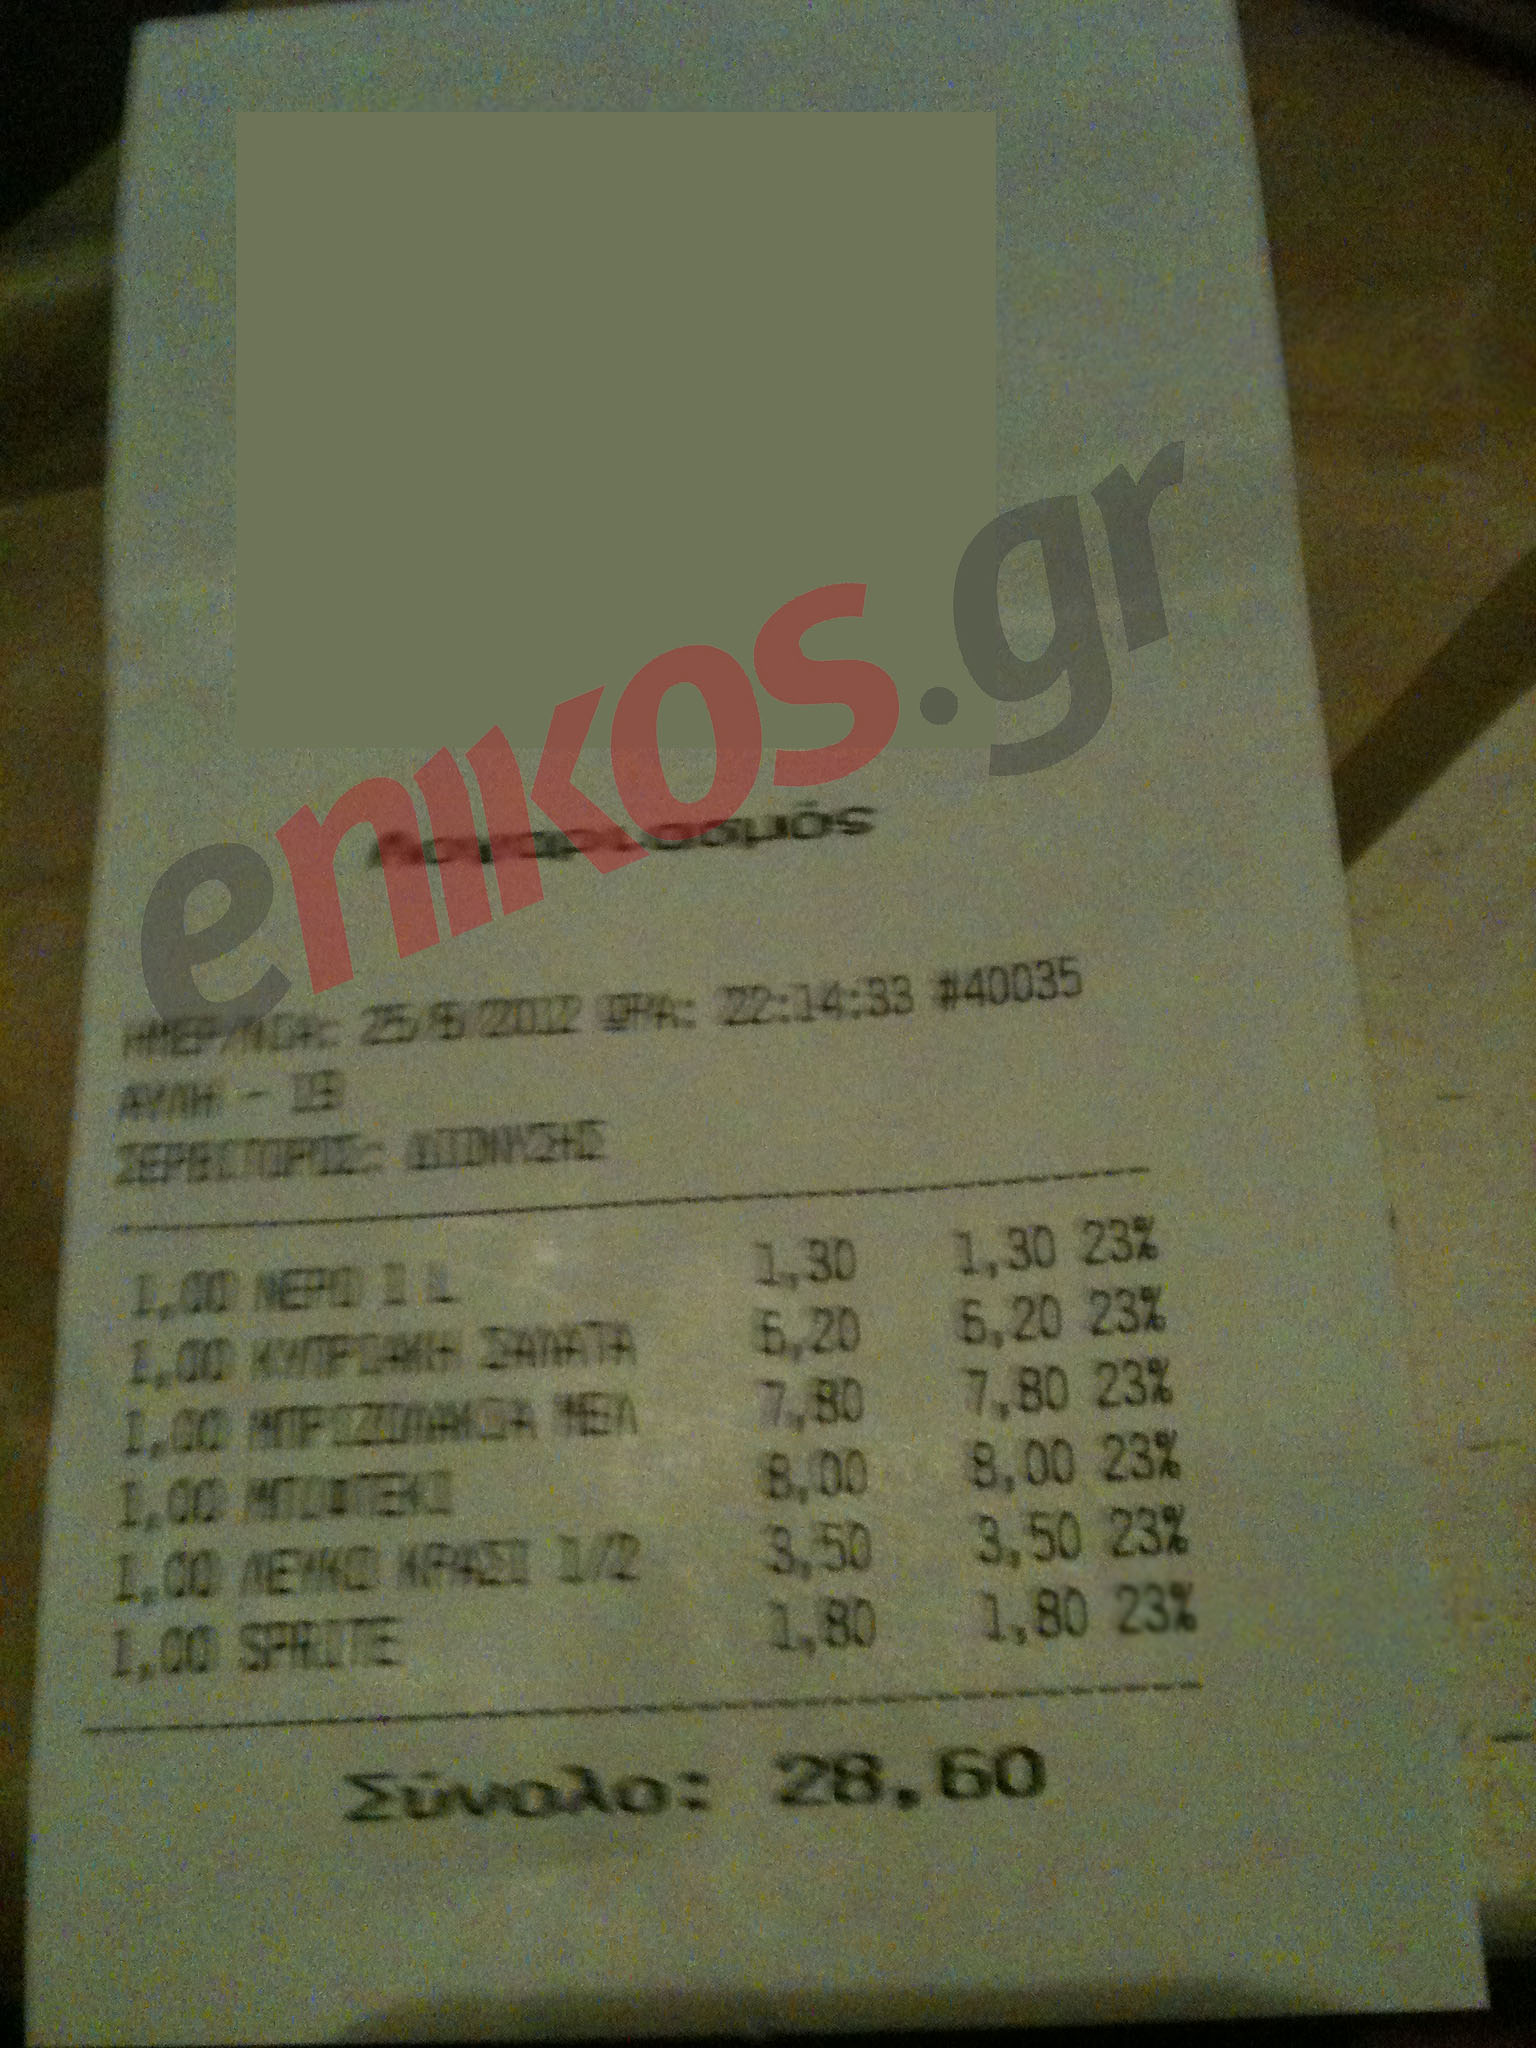 enikos.gr
Λογαριασμός
ΗΜΕΡ/ΝΙΑ: 25/6/2012 ΩΡΑ: 22:14:33 #40035
ΑΥΛΗ -
ΣΕΡΒΙΤΟΡΟΣ: ΔΙΟΝΥΣΗΣ
1,00 ΝΕΡΟ 1 L 1,30 1,30 23%
1,00 ΚΥΠΡΙΑΚΗ ΣΑΛΑΤΑ 6,20 6,20 23%
1,00 ΜΠΡΙΖΟΛΑΚΙΑ ΜΕΛ 7,80 7,80 23%
1,00 ΜΠΙΦΤΕΚΙ 8,00 8,00 23%
1,00 ΛΕΥΚΟ ΚΡΑΣΙ 1/2 3,50 3,50 23%
1,00 SPRITE 1,80 1,80 23%
Σύνολο: 28,60